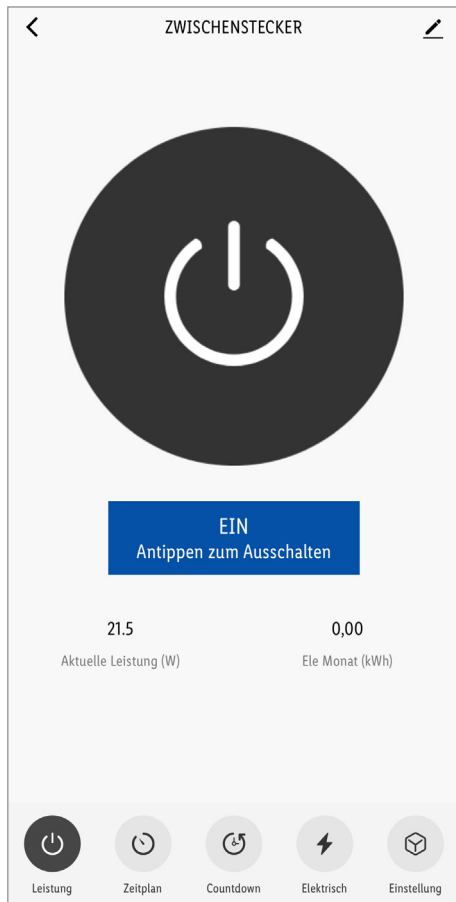 ZWISCHENSTECKER
EIN
Antippen zum Ausschalten
21.5 0,00
Aktuelle Leistung (W) Ele Monat (kWh)
Leistung Zeitplan Countdown Elektrisch Einstellung